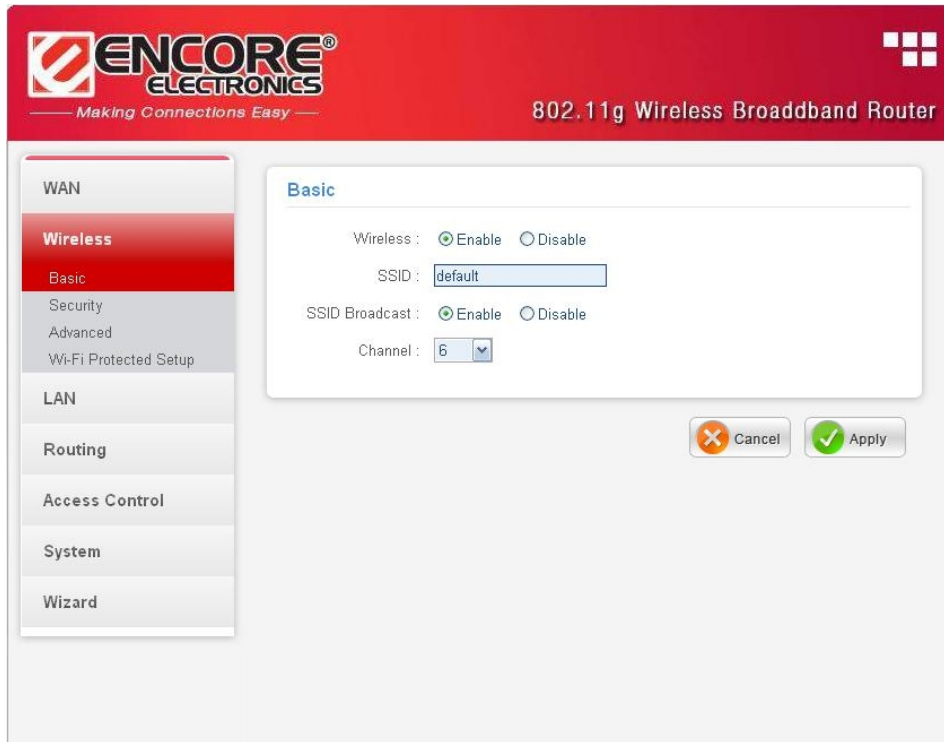 ENCORE®
ELECTRONICS
Making Connections Easy
802.11g Wireless Broaddband Router
WAN
Wireless
Basic
Security
Advanced
Wi-Fi Protected Setup
LAN
Routing
Access Control
System
Wizard
Basic
Wireless : Enable Disable
SSID : default
SSID Broadcast : Enable Disable
Channel : 6
Cancel Apply